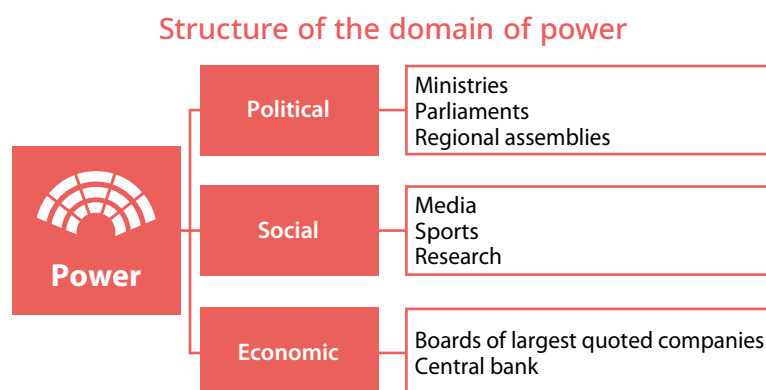 Structure of the domain of power
Power
Political
Ministries
Parliaments
Regional assemblies
Social
Media
Sports
Research
Economic
Boards of largest quoted companies
Central bank